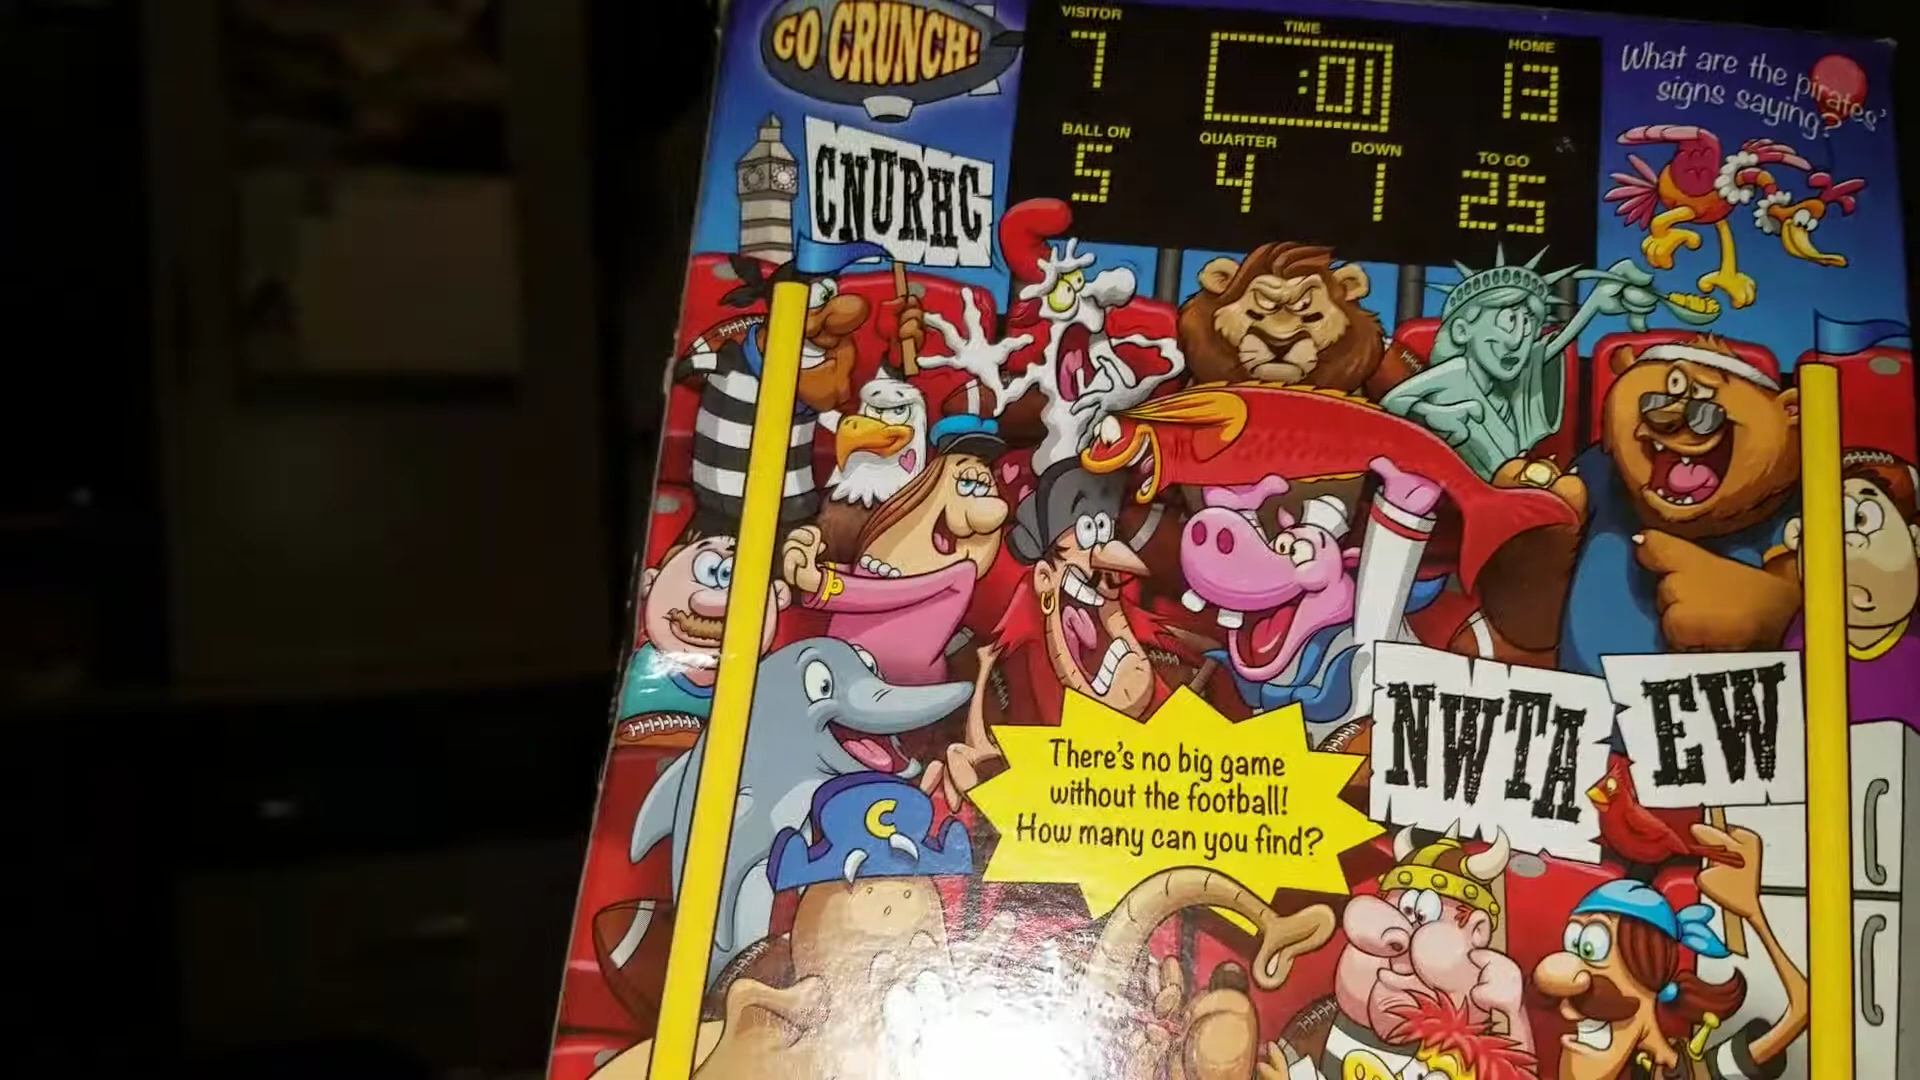 GO CRUNCH!
VISITOR
7
TIME
:01
HOME
13
BALL ON
5
QUARTER
4
DOWN
1
TO GO
25
What are the pirates'
signs saying?
CNURHC
NWTA
EW
There's no big game
without the football!
How many can you find?
C